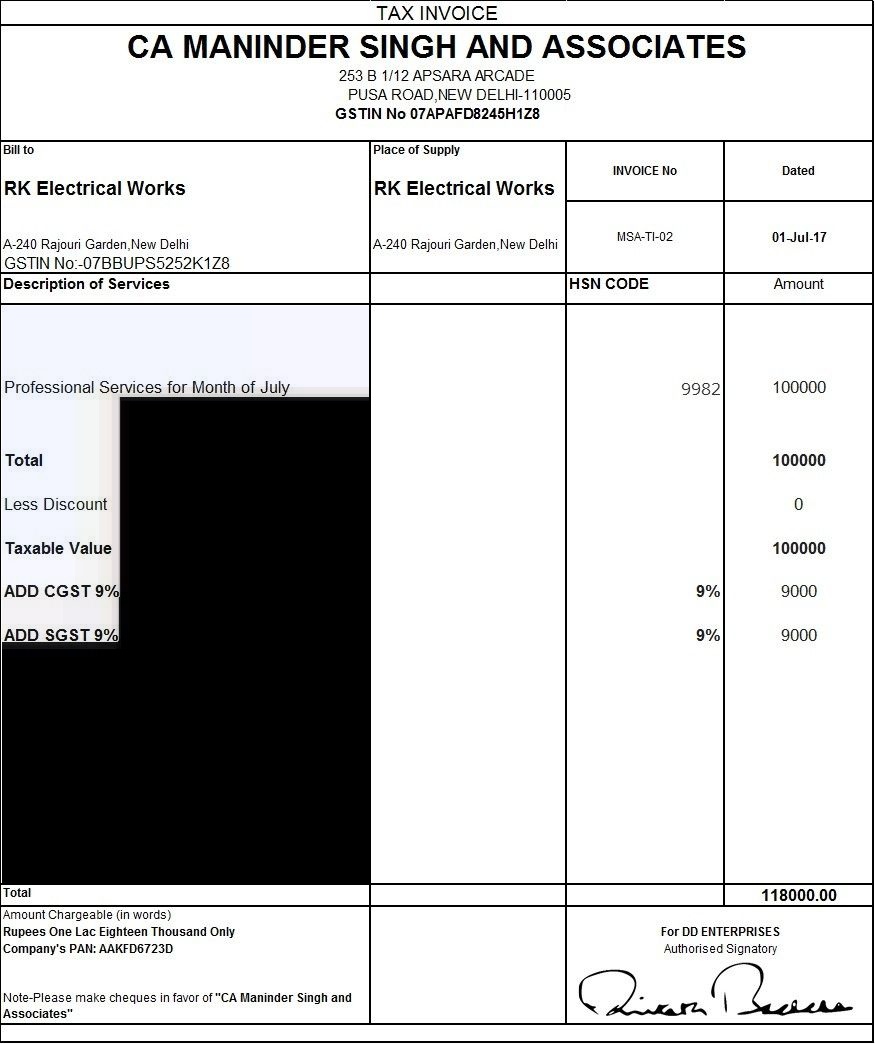 TAX INVOICE
CA MANINDER SINGH AND ASSOCIATES
253 B 1/12 APSARA ARCADE
PUSA ROAD,NEW DELHI-110005
GSTIN No 07APAFD8245H1Z8
Bill to
RK Electrical Works
A-240 Rajouri Garden,New Delhi
GSTIN No:-07BBUPS5252K1Z8
Place of Supply
RK Electrical Works
A-240 Rajouri Garden,New Delhi
INVOICE No
Dated
MSA-TI-02
01-Jul-17
Description of Services
HSN CODE
Amount
Professional Services for Month of July 9982 100000
Total 100000
Less Discount 0
Taxable Value 100000
ADD CGST 9% 9% 9000
ADD SGST 9% 9% 9000
Total 118000.00
Amount Chargeable (in words)
Rupees One Lac Eighteen Thousand Only
Company's PAN: AAKFD6723D
Note-Please make cheques in favor of "CA Maninder Singh and
Associates"
For DD ENTERPRISES
Authorised Signatory